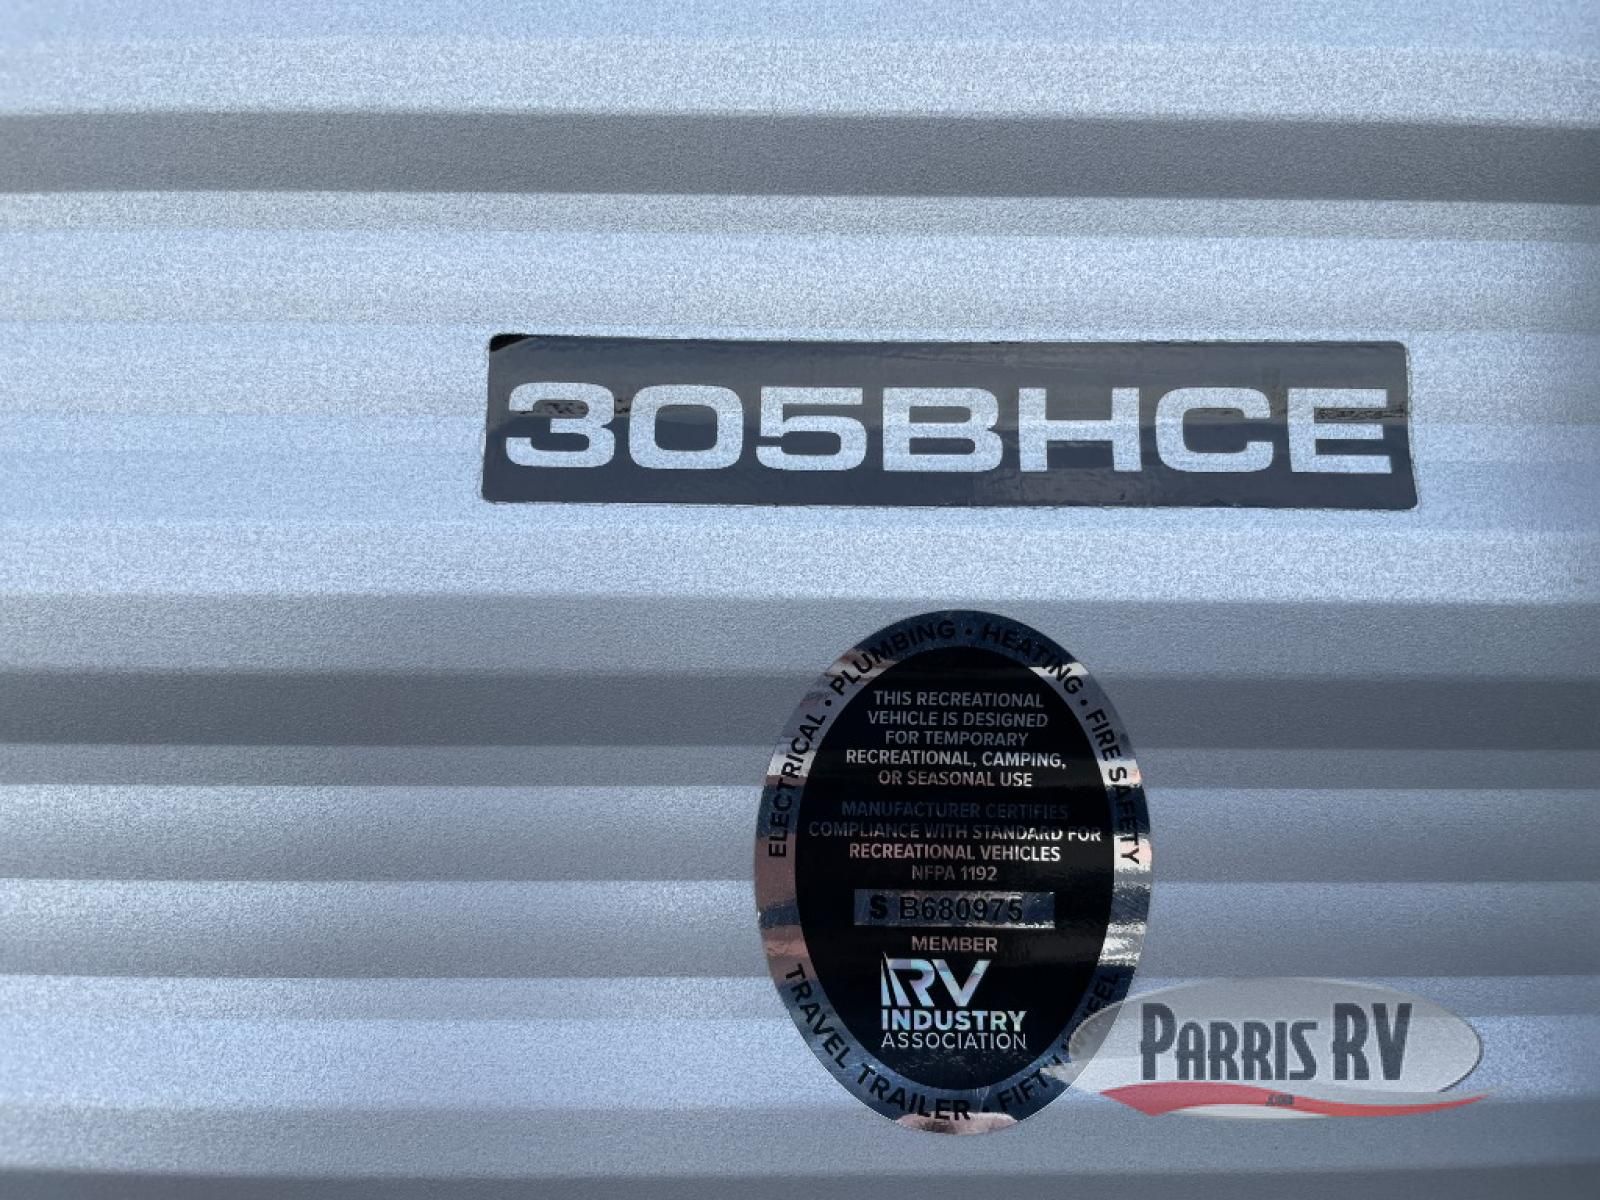 305BHCE
ELECTRICAL • PLUMBING • HEATING • FIRE SAFETY
THIS RECREATIONAL
VEHICLE IS DESIGNED
FOR TEMPORARY
RECREATIONAL, CAMPING,
OR SEASONAL USE
MANUFACTURER CERTIFIES
COMPLIANCE WITH STANDARD FOR
RECREATIONAL VEHICLES
NFPA 1192
S B680975
MEMBER
RV
INDUSTRY
ASSOCIATION
TRAVEL TRAILER • FIFTH WHEEL
PARRIS RV
.com